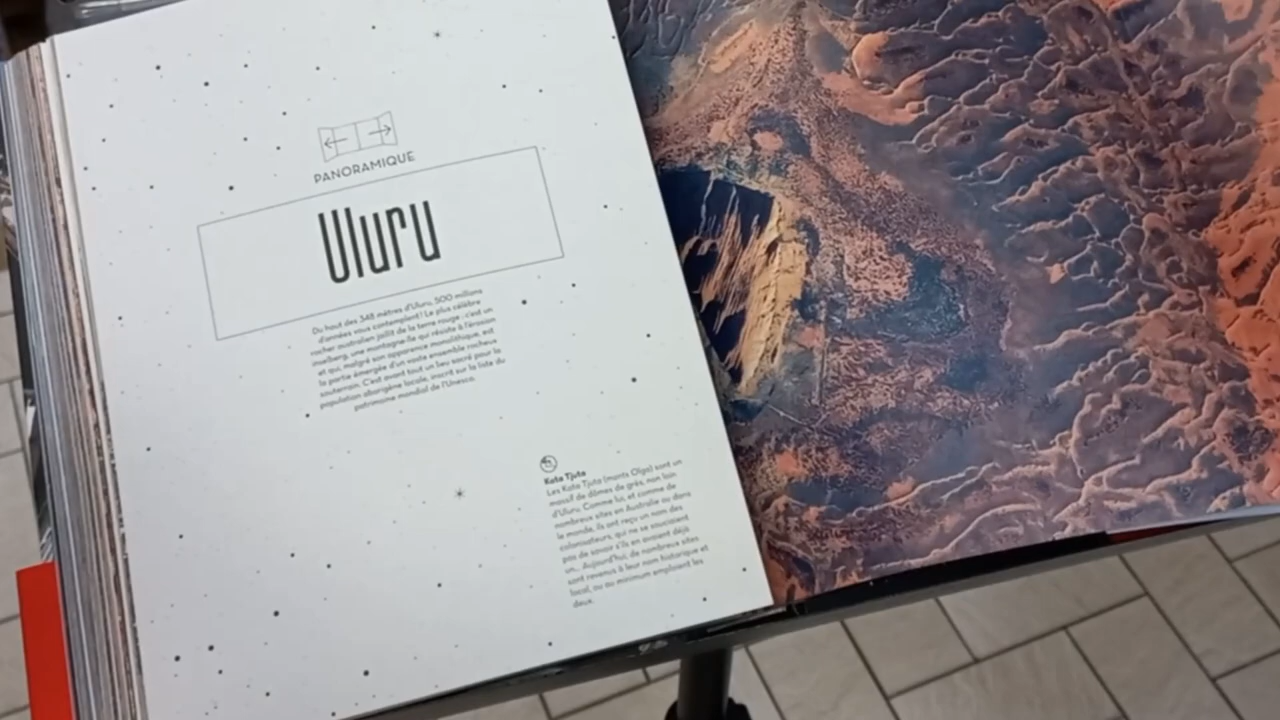 PANORAMIQUE
Uluru
Du haut des 348 mètres d'Uluru, 500 millions
d'années vous contemplent ! Le plus célèbre
rocher australien jaillit de la terre rouge : c'est un
inselberg, une montagne-île qui résiste à l'érosion
et qui, malgré son apparence monolithique, est
la partie émergée d'un vaste ensemble rocheux
souterrain. C'est avant tout un lieu sacré pour la
population aborigène locale, inscrit sur la liste du
patrimoine mondial de l'Unesco.
Kata Tjuta
Les Kata Tjuta (monts Olga) sont un
massif de dômes de grès, non loin
d'Uluru. Comme lui, et comme de
nombreux sites en Australie ou dans
le monde, ils ont reçu un nom des
colonisateurs, qui ne se souciaient
pas de savoir s'ils en avaient déjà
un... Aujourd'hui, de nombreux sites
sont revenus à leur nom historique et
local, ou au minimum emploient les
deux.